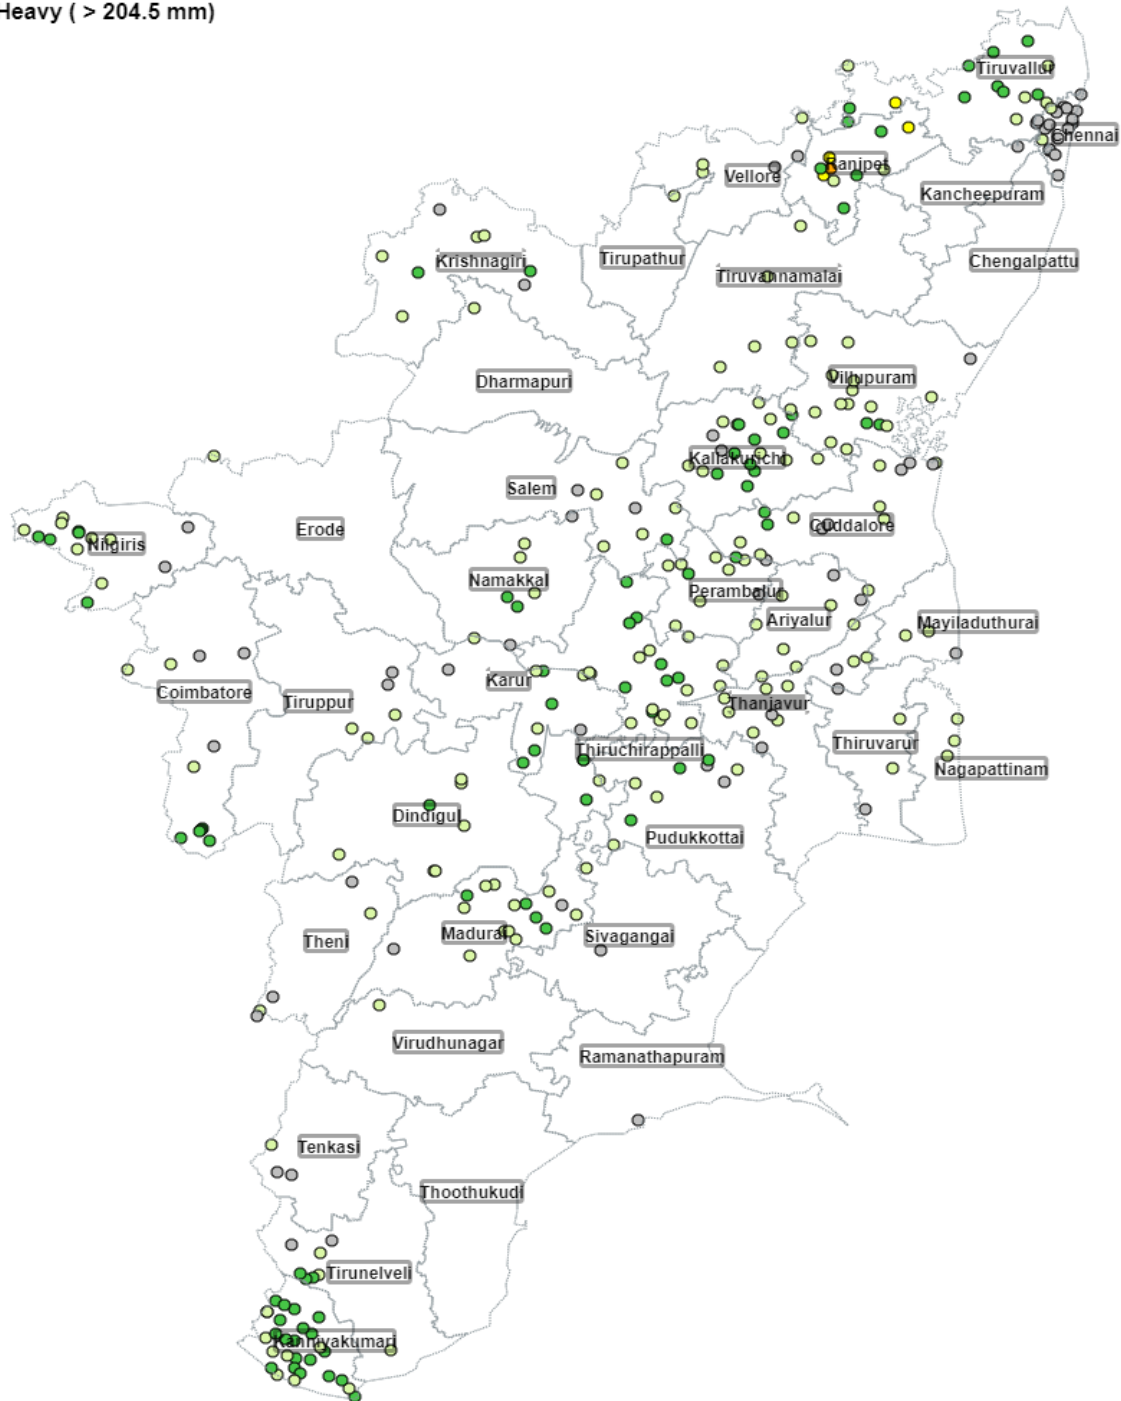 Heavy ( > 204.5 mm)
Tiruvallur
Chennai
Ranipet
Vellore
Kancheepuram
Krishnagiri
Tirupathur
Chengalpattu
Tiruvannamalai
Dharmapuri
Villupuram
Kallakurichi
Salem
Erode
Cuddalore
Nilgiris
Namakkal
Perambalur
Ariyalur
Mayiladuthurai
Karur
Coimbatore
Tiruppur
Thanjavur
Thiruchirappalli
Thiruvarur
Nagapattinam
Dindigul
Pudukkottai
Madurai
Sivagangai
Theni
Virudhunagar
Ramanathapuram
Tenkasi
Thoothukudi
Tirunelveli
Kanniyakumari